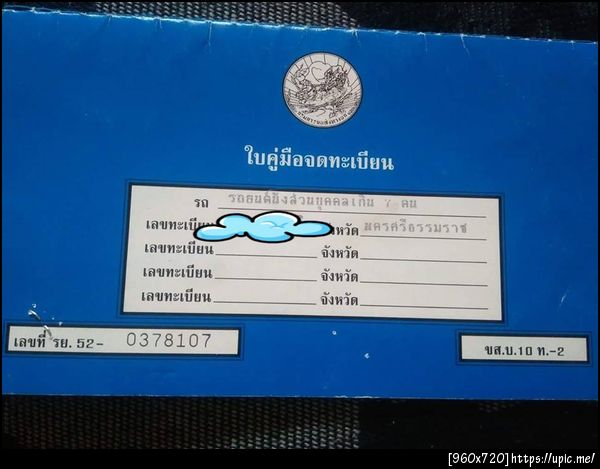 ใบคู่มือจดทะเบียน
รถ รถยนต์นั่งส่วนบุคคลเกิน 7 คน
เลขทะเบียน จังหวัด นครศรีธรรมราช
เลขทะเบียน จังหวัด
เลขทะเบียน จังหวัด
เลขทะเบียน จังหวัด
เลขที่ รย. 52- 0378107
ขส.บ.10 ท.-2
[960x720]https://upic.me/